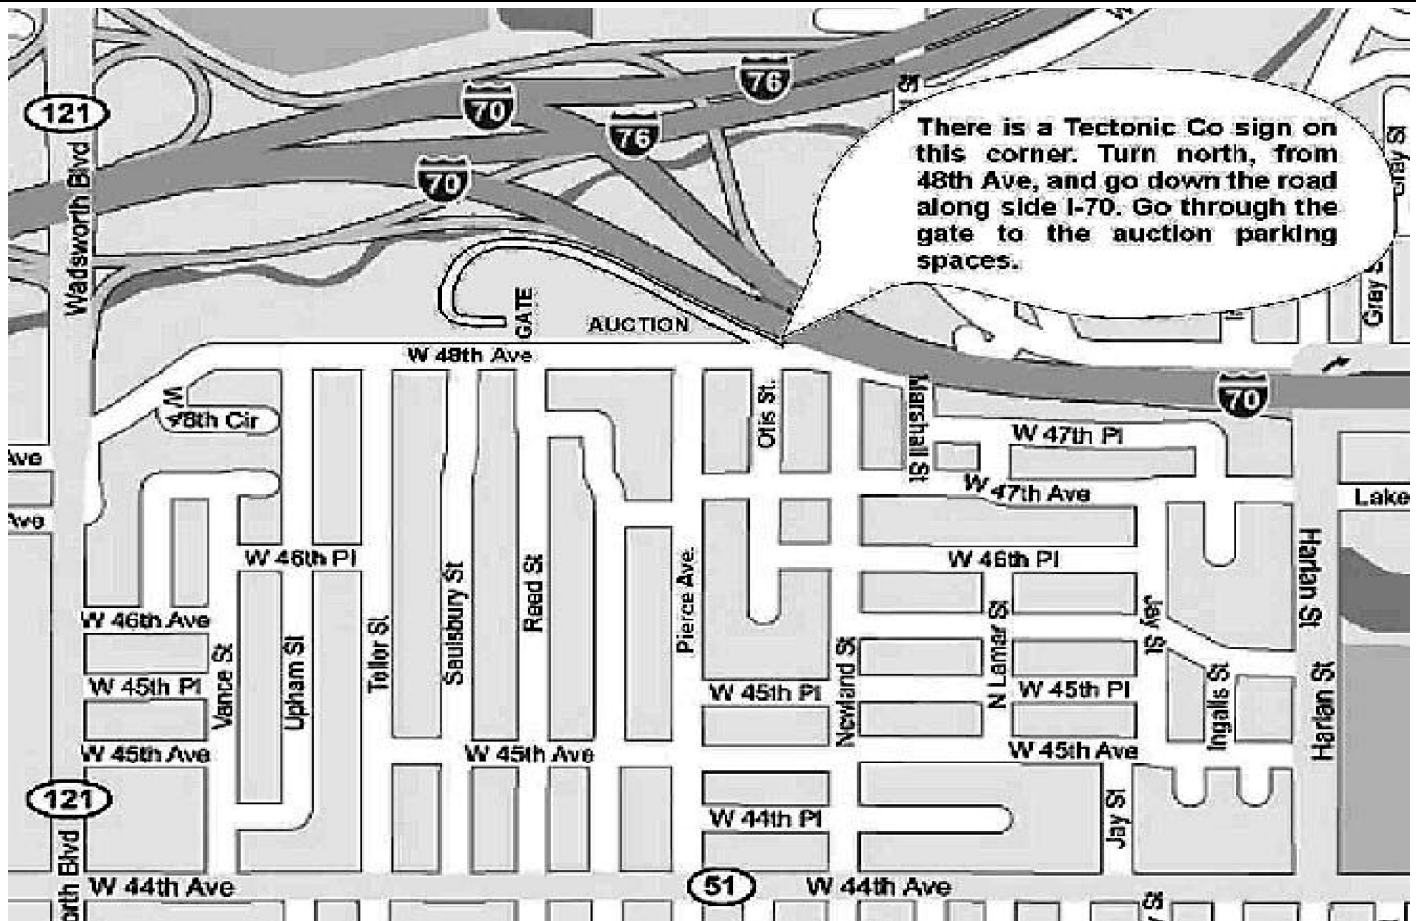 76
70
121
76
There is a Tectonic Co sign on
this corner. Turn north, from
48th Ave, and go down the road
along side I-70. Go through the
gate to the auction parking
spaces.
70
Wadsworth Blvd
Gray St
Gray St
GATE
AUCTION
W 48th Ave
70
W
48th Cir
Otis St.
Marshall St
W 47th Pl
Ave
W 47th Ave
Lake
Ave
W 46th Pl
W 46th Pl
Harlan St
Pierce Ave.
Reed St
Saulsbury St
W 46th Ave
Teller St
Upham St
Vance St
N Lamar St
Jay St
Newland St
W 45th Pl
W 45th Pl
W 45th Pl
Ingalls St
Harlan St
W 45th Ave
W 45th Ave
W 45th Ave
121
W 44th Pl
Jay St
orth Blvd
W 44th Ave
51
W 44th Ave
St